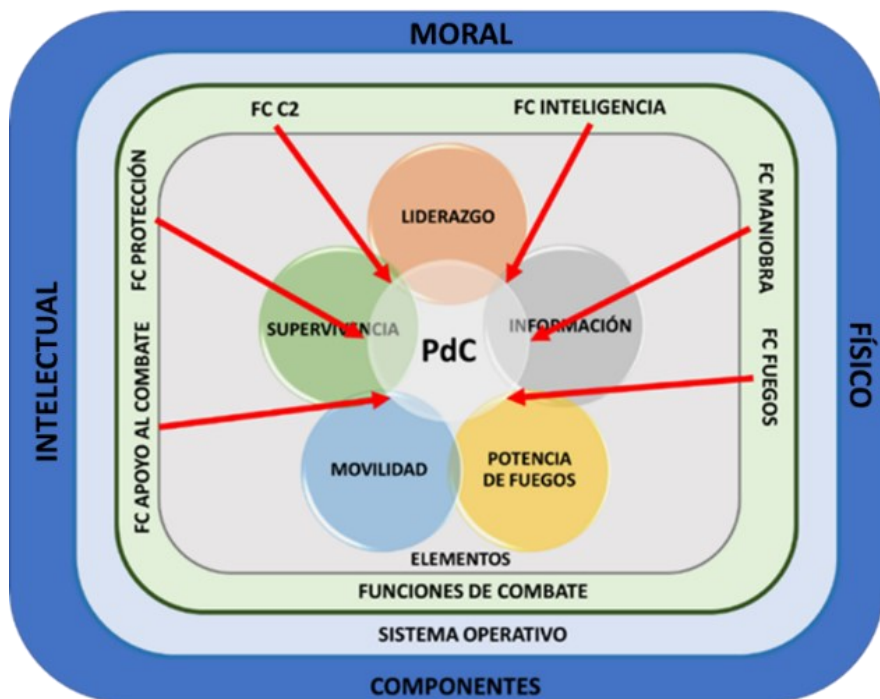 MORAL
FC C2
FC INTELIGENCIA
FC PROTECCIÓN
FC MANIOBRA
LIDERAZGO
SUPERVIVENCIA
INFORMACIÓN
PdC
INTELECTUAL
FÍSICO
FC APOYO AL COMBATE
FC FUEGOS
MOVILIDAD
POTENCIA
DE FUEGOS
ELEMENTOS
FUNCIONES DE COMBATE
SISTEMA OPERATIVO
COMPONENTES